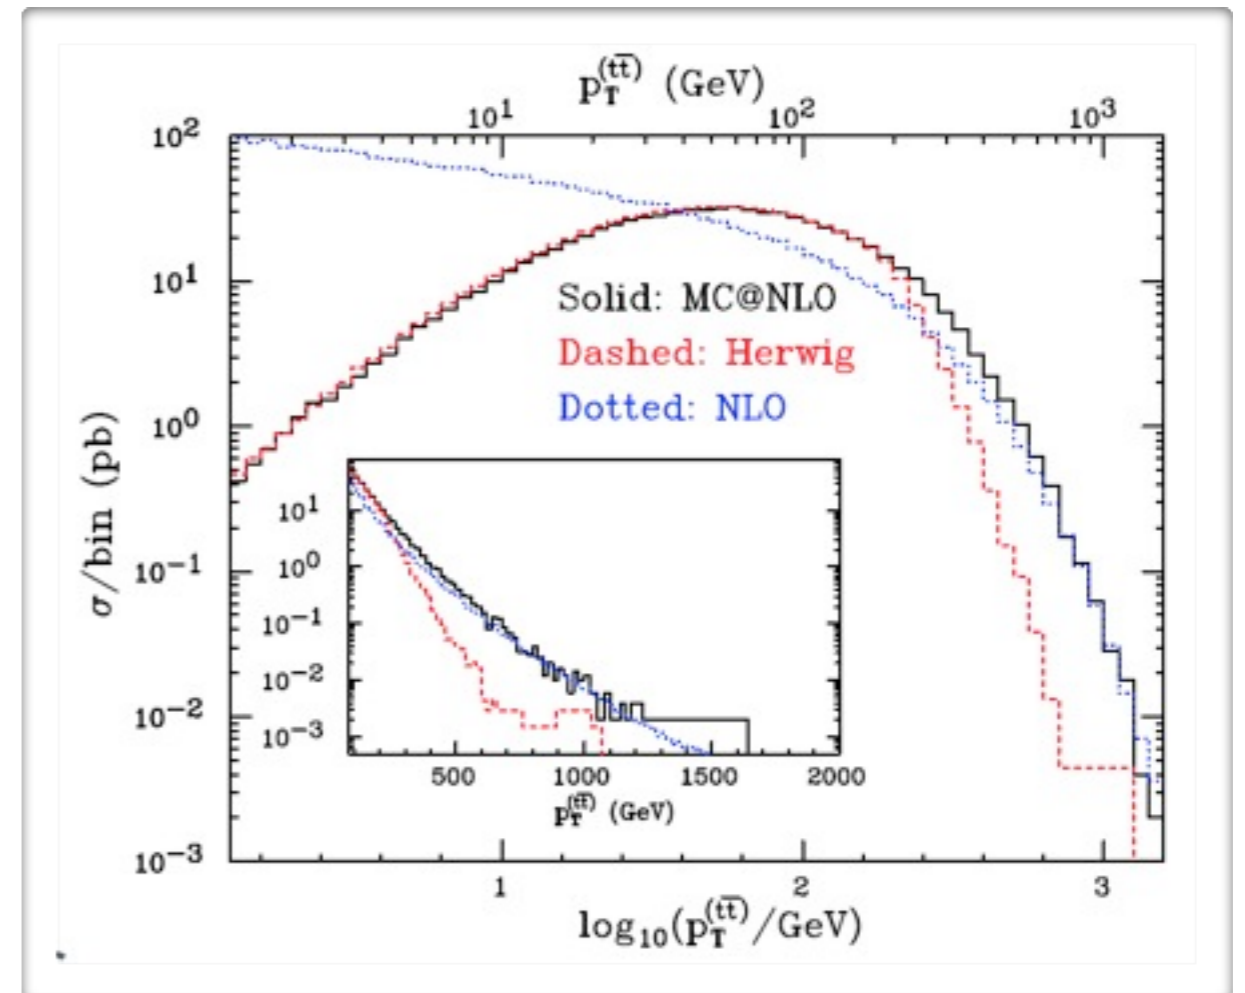 p_T^{(tt̄)} (GeV)
10^1 10^2 10^3
10^2
10^1
10^0
10^{-1}
10^{-2}
10^{-3}
σ/bin (pb)
Solid: MC@NLO
Dashed: Herwig
Dotted: NLO
10^1
10^0
10^{-1}
10^{-2}
10^{-3}
500 1000 1500 2000
p_T^{(tt̄)} (GeV)
1 2 3
log_{10}(p_T^{(tt̄)}/GeV)